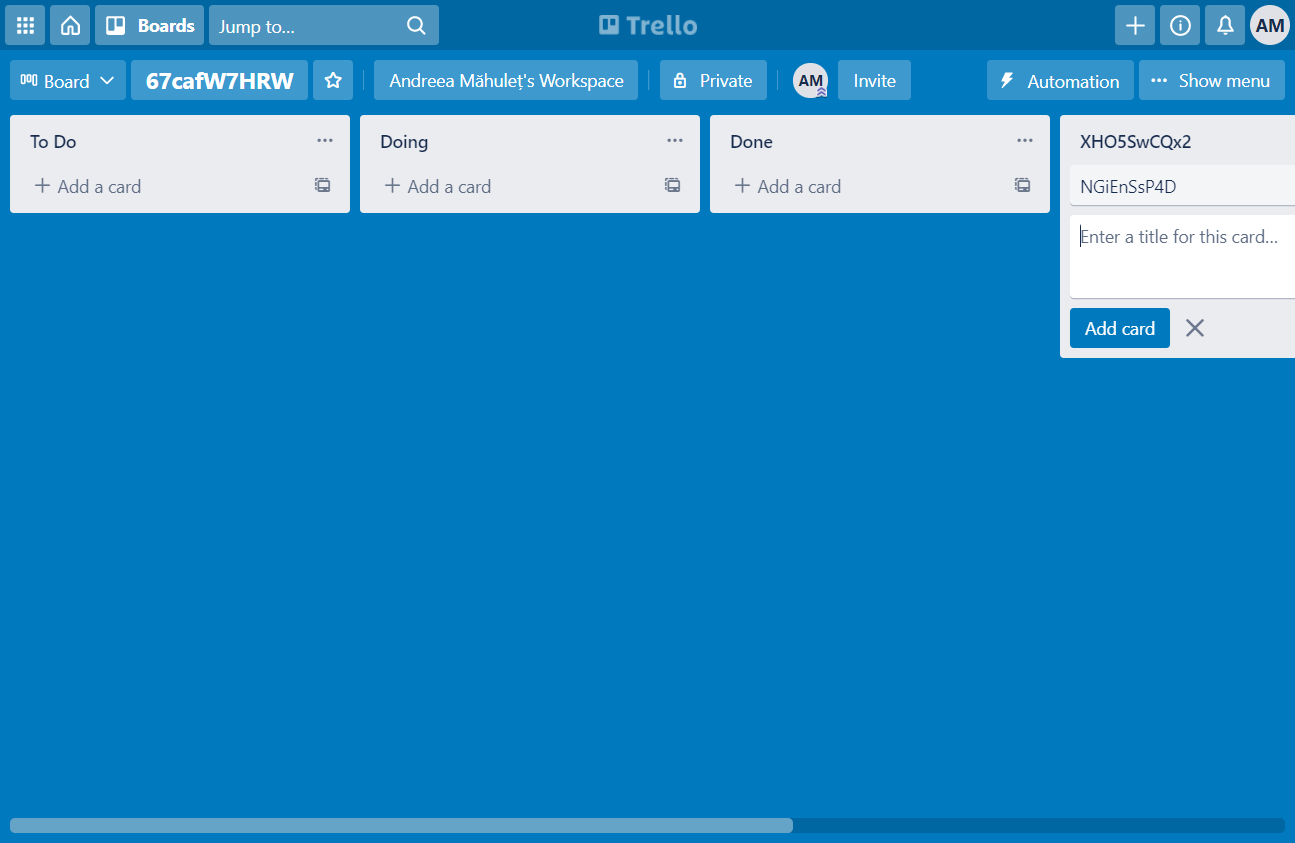 Boards
Jump to...
Trello
AM
Board
67cafW7HRW
Andreea Măhuleț's Workspace
Private
AM
Invite
Automation
Show menu
To Do
Add a card
Doing
Add a card
Done
Add a card
XHO5SwCQx2
NGiEnSsP4D
Enter a title for this card...
Add card